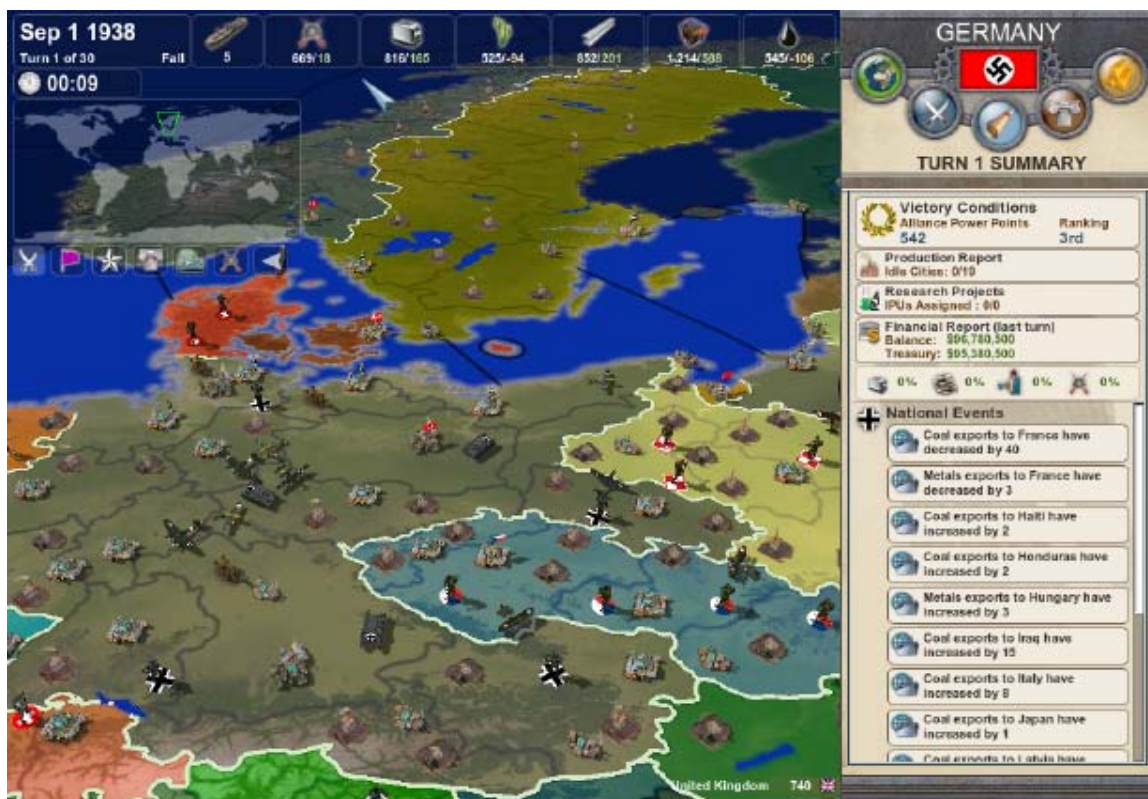 Sep 1 1938
Turn 1 of 30
Fall
5
669/18
816/165
525/-94
852/201
1,214/588
545/-106
00:09
United Kingdom 740
GERMANY
TURN 1 SUMMARY
Victory Conditions
Alliance Power Points Ranking
542 3rd
Production Report
Idle Cities: 0/19
Research Projects
IPUs Assigned : 0/0
Financial Report (last turn)
Balance: $96,780,500
Treasury: $95,380,500
0% 0% 0% 0%
National Events
Coal exports to France have
decreased by 40
Metals exports to France have
decreased by 3
Coal exports to Haiti have
increased by 2
Coal exports to Honduras have
increased by 2
Metals exports to Hungary have
increased by 3
Coal exports to Iraq have
increased by 15
Coal exports to Italy have
increased by 8
Coal exports to Japan have
increased by 1
Coal exports to Latvia have